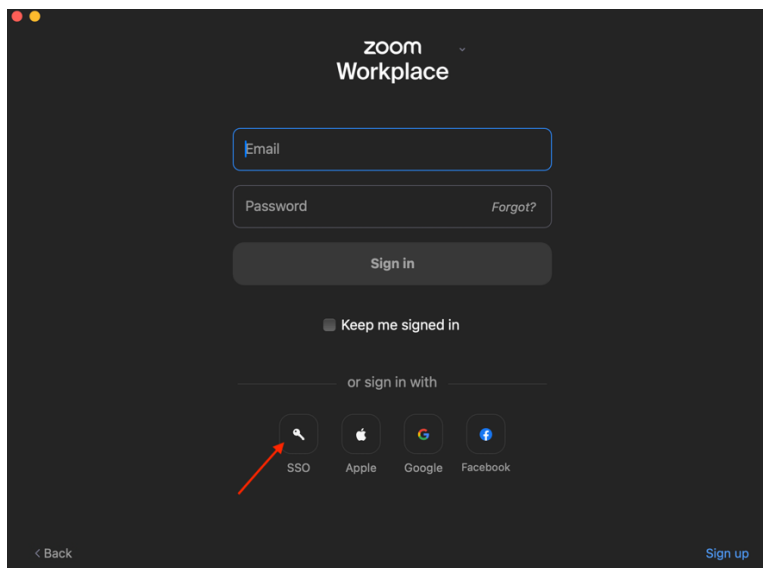 zoom
Workplace
Email
Password Forgot?
Sign in
Keep me signed in
or sign in with
SSO Apple Google Facebook
< Back Sign up